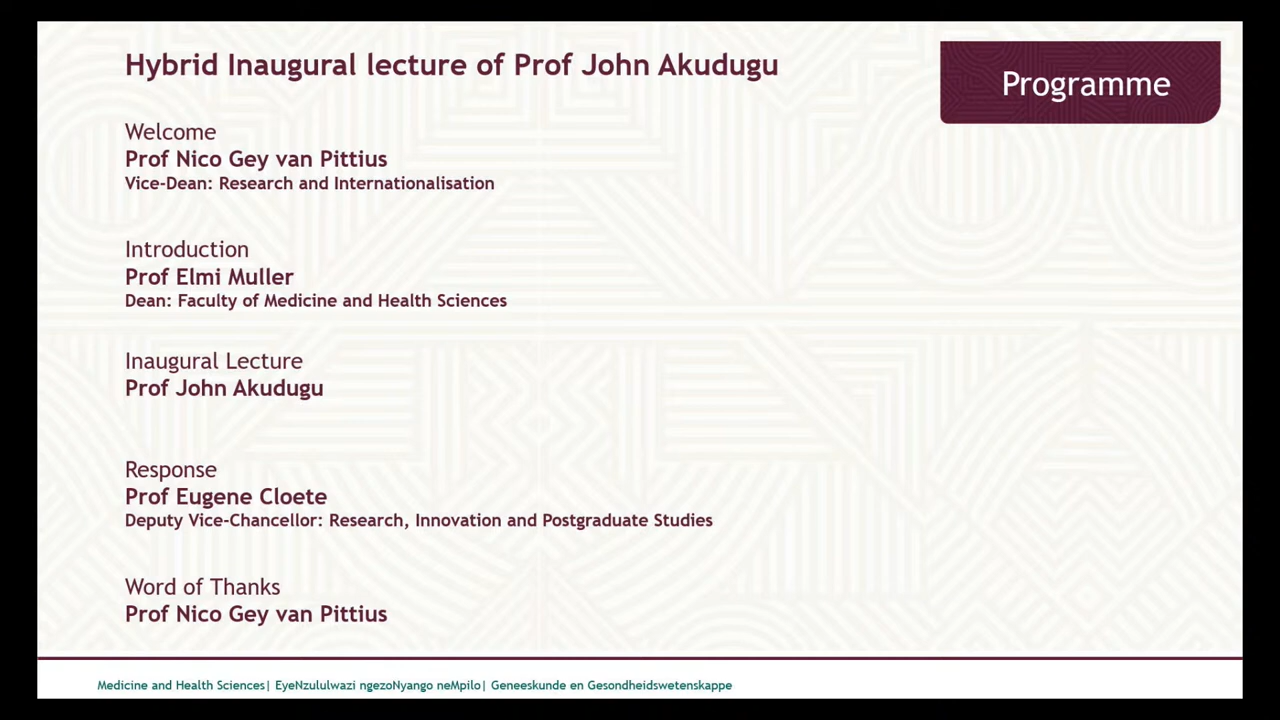 Hybrid Inaugural lecture of Prof John Akudugu
Programme
Welcome
Prof Nico Gey van Pittius
Vice-Dean: Research and Internationalisation
Introduction
Prof Elmi Muller
Dean: Faculty of Medicine and Health Sciences
Inaugural Lecture
Prof John Akudugu
Response
Prof Eugene Cloete
Deputy Vice-Chancellor: Research, Innovation and Postgraduate Studies
Word of Thanks
Prof Nico Gey van Pittius
Medicine and Health Sciences| EyeNzululwazi ngezoNyango neMpilo| Geneeskunde en Gesondheidswetenskappe